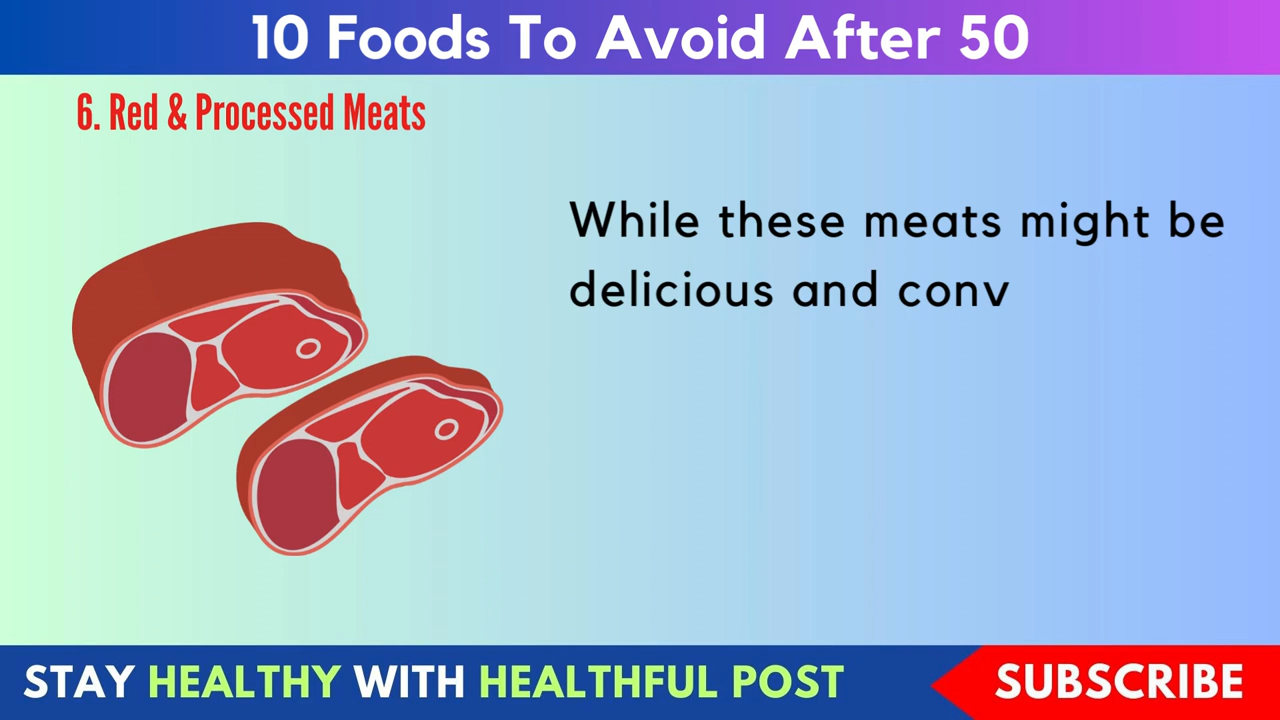 10 Foods To Avoid After 50
6. Red & Processed Meats
While these meats might be
delicious and conv
STAY HEALTHY WITH HEALTHFUL POST
SUBSCRIBE